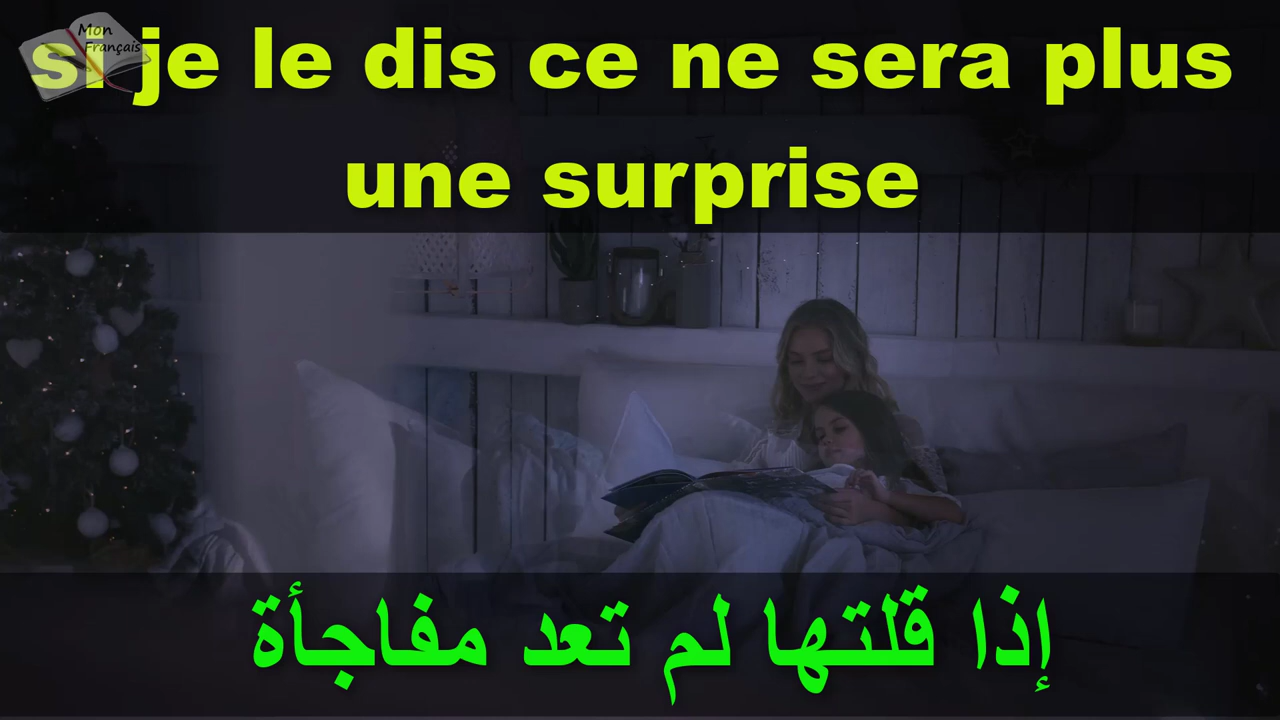 Mon
Français
si je le dis ce ne sera plus
une surprise
إذا قلتها لم تعد مفاجأة